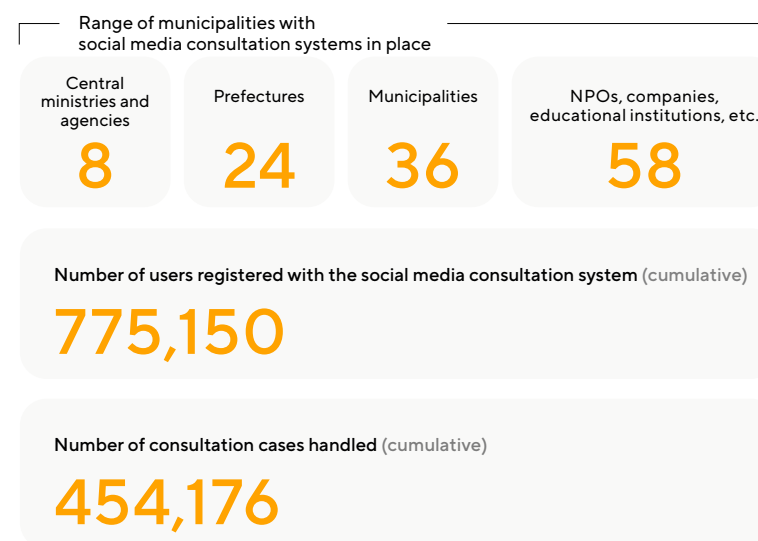 Range of municipalities with
social media consultation systems in place
Central
ministries and
agencies
8
Prefectures
24
Municipalities
36
NPOs, companies,
educational institutions, etc.
58
Number of users registered with the social media consultation system (cumulative)
775,150
Number of consultation cases handled (cumulative)
454,176